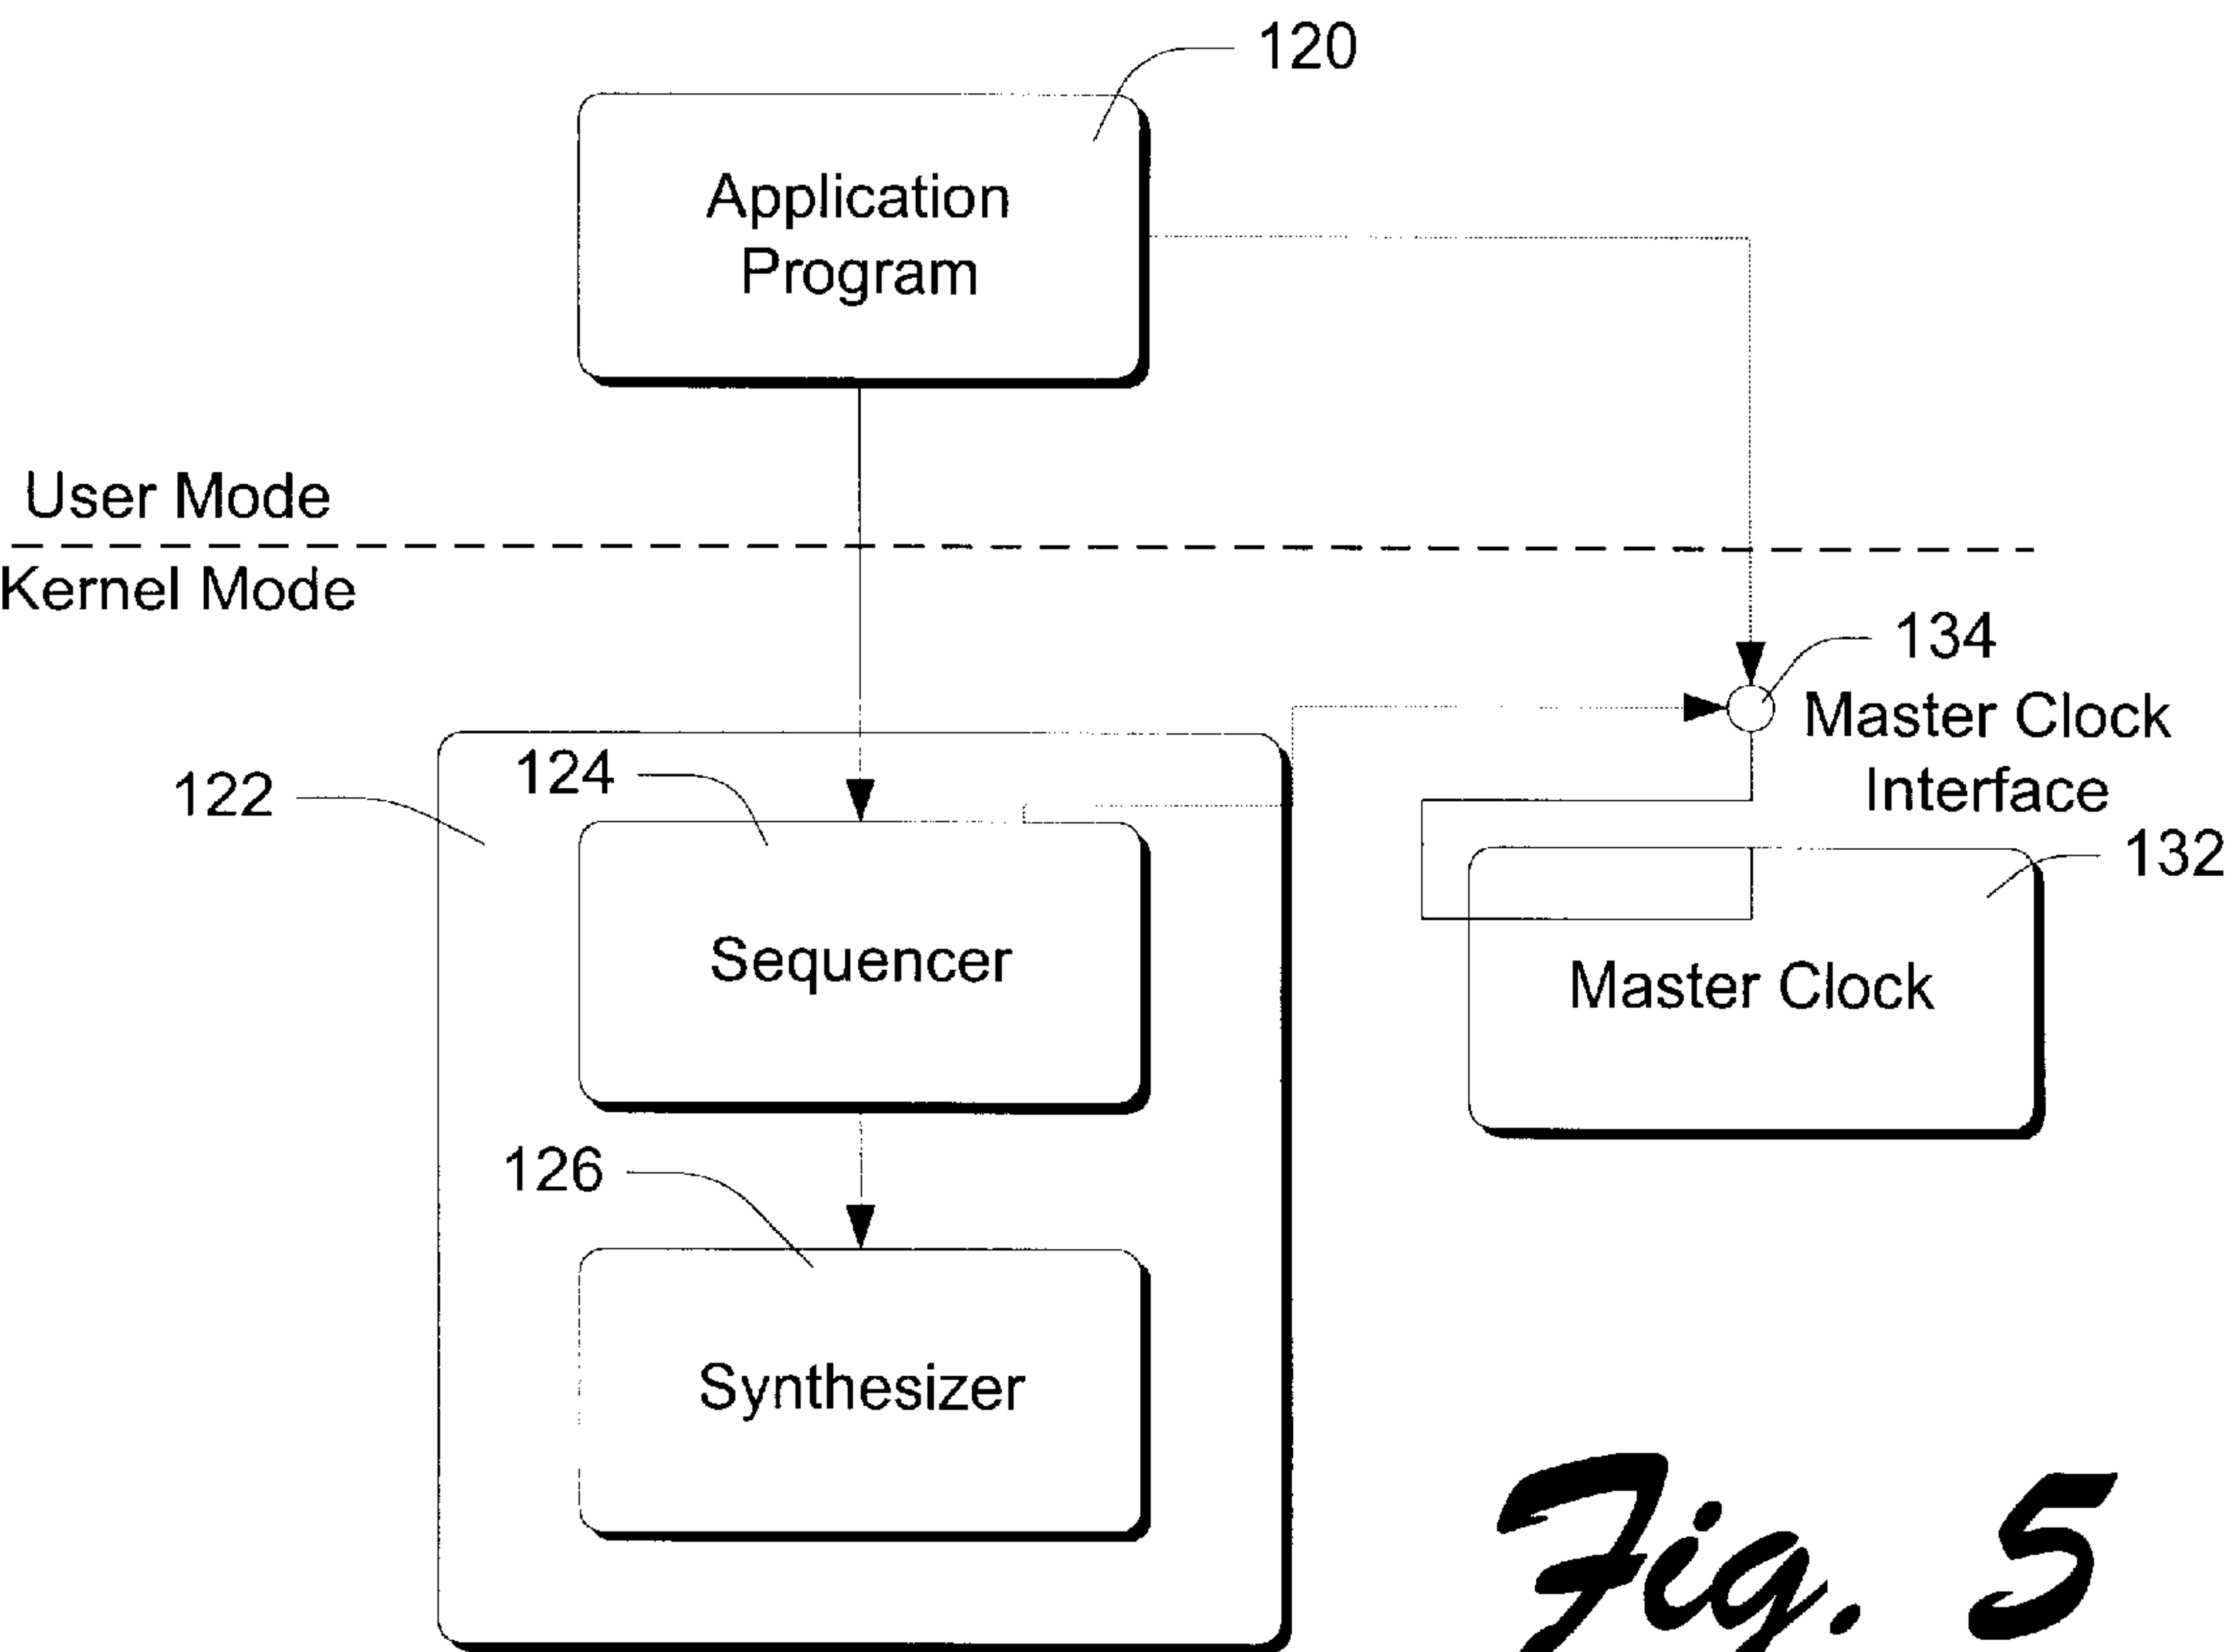 120
Application
Program
User Mode
Kernel Mode
134
Master Clock
Interface
122
124
132
Sequencer
Master Clock
126
Synthesizer
Fig. 5